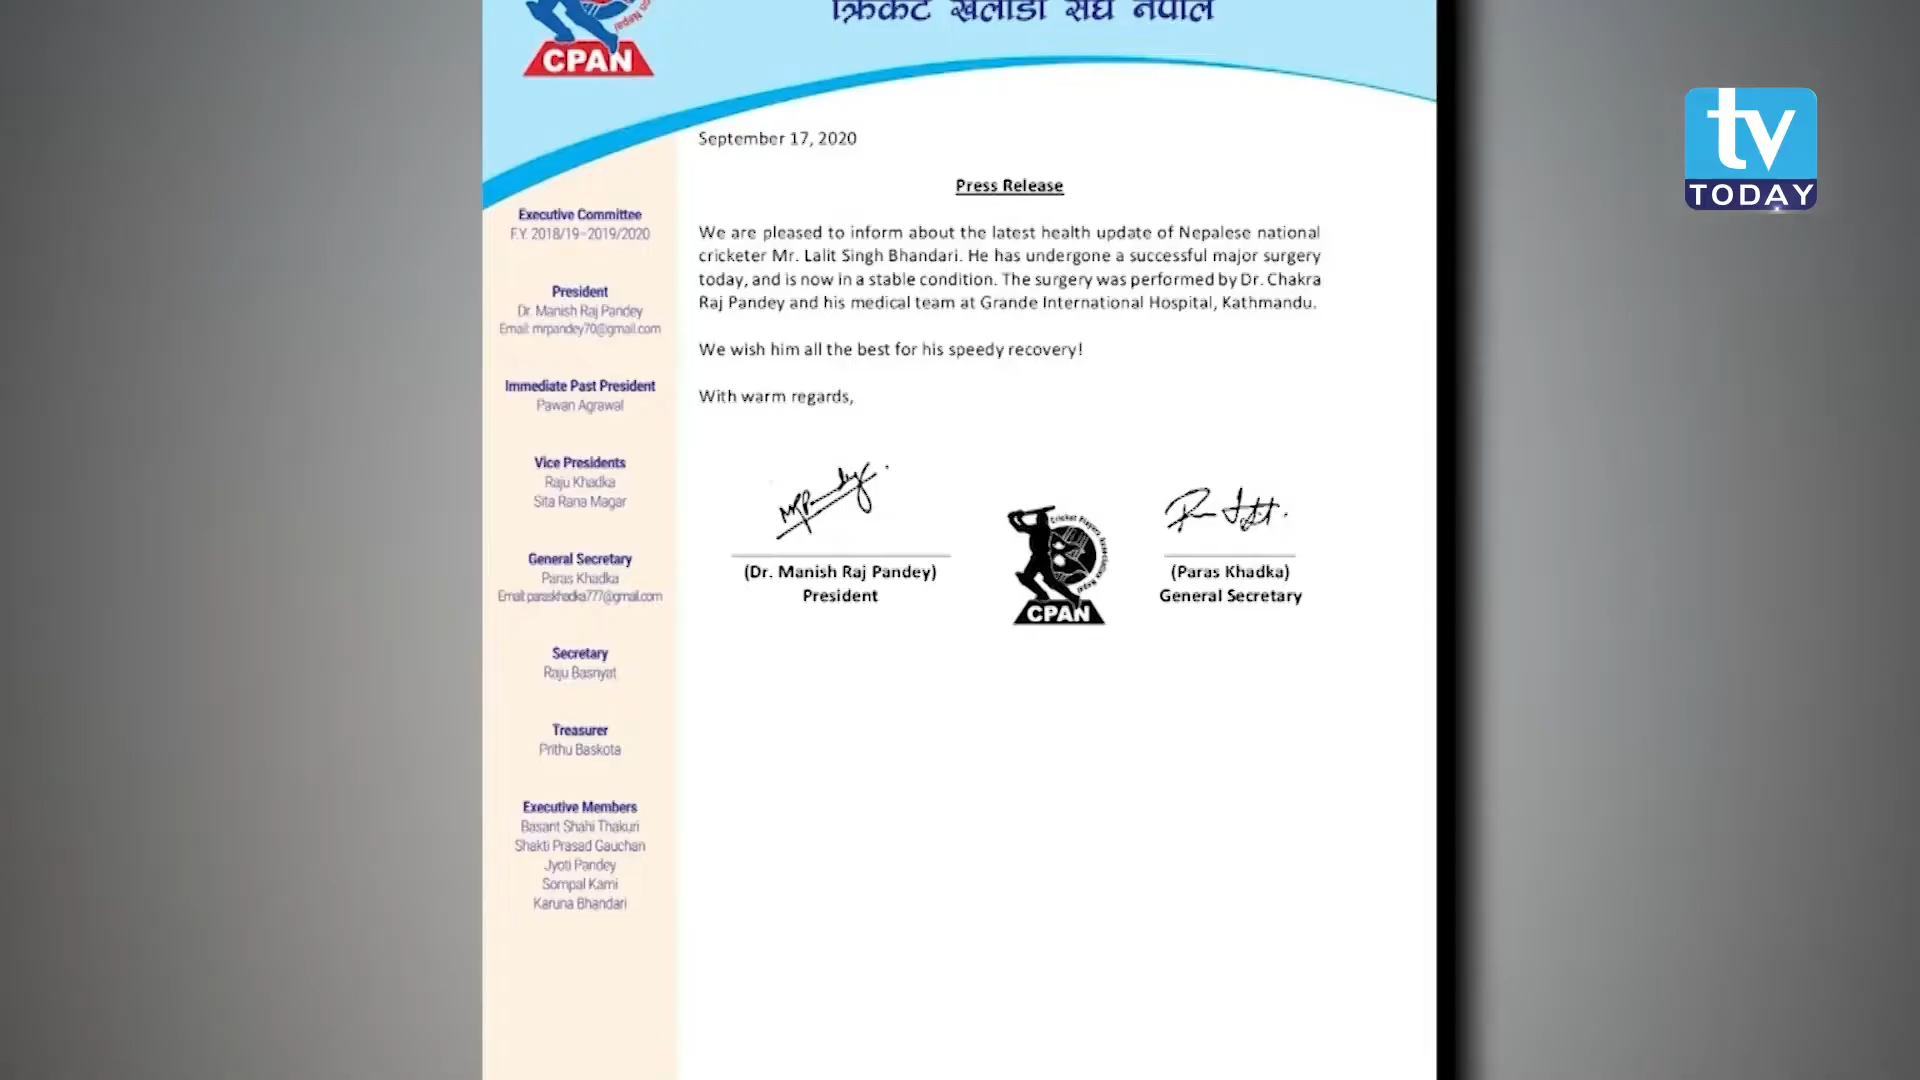 क्रिकेट खेलाडी संघ नेपाल
CPAN
tv
TODAY
September 17, 2020
Press Release
We are pleased to inform about the latest health update of Nepalese national
cricketer Mr. Lalit Singh Bhandari. He has undergone a successful major surgery
today, and is now in a stable condition. The surgery was performed by Dr. Chakra
Raj Pandey and his medical team at Grande International Hospital, Kathmandu.
We wish him all the best for his speedy recovery!
With warm regards,
(Dr. Manish Raj Pandey)
President
Cricket Players Association Nepal
CPAN
(Paras Khadka)
General Secretary
Executive Committee
F.Y. 2018/19–2019/2020
President
Dr. Manish Raj Pandey
Email: mrpandey70@gmail.com
Immediate Past President
Pawan Agrawal
Vice Presidents
Raju Khadka
Sita Rana Magar
General Secretary
Paras Khadka
Email: paraskhadka777@gmail.com
Secretary
Raju Basnyat
Treasurer
Prithu Baskota
Executive Members
Basant Shahi Thakuri
Shakti Prasad Gauchan
Jyoti Pandey
Sompal Kami
Karuna Bhandari